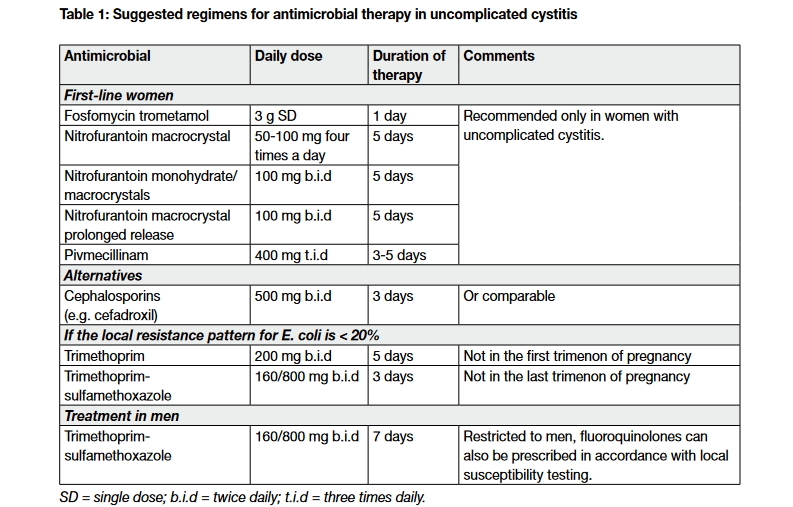 Table 1: Suggested regimens for antimicrobial therapy in uncomplicated cystitis
Antimicrobial Daily dose Duration of Comments
therapy
First-line women
Fosfomycin trometamol 3 g SD 1 day Recommended only in women with
Nitrofurantoin macrocrystal 50-100 mg four 5 days uncomplicated cystitis.
times a day
Nitrofurantoin monohydrate/ 100 mg b.i.d 5 days
macrocrystals
Nitrofurantoin macrocrystal 100 mg b.i.d 5 days
prolonged release
Pivmecillinam 400 mg t.i.d 3-5 days
Alternatives
Cephalosporins 500 mg b.i.d 3 days Or comparable
(e.g. cefadroxil)
If the local resistance pattern for E. coli is < 20%
Trimethoprim 200 mg b.i.d 5 days Not in the first trimenon of pregnancy
Trimethoprim- 160/800 mg b.i.d 3 days Not in the last trimenon of pregnancy
sulfamethoxazole
Treatment in men
Trimethoprim- 160/800 mg b.i.d 7 days Restricted to men, fluoroquinolones can
sulfamethoxazole also be prescribed in accordance with local
susceptibility testing.
SD = single dose; b.i.d = twice daily; t.i.d = three times daily.